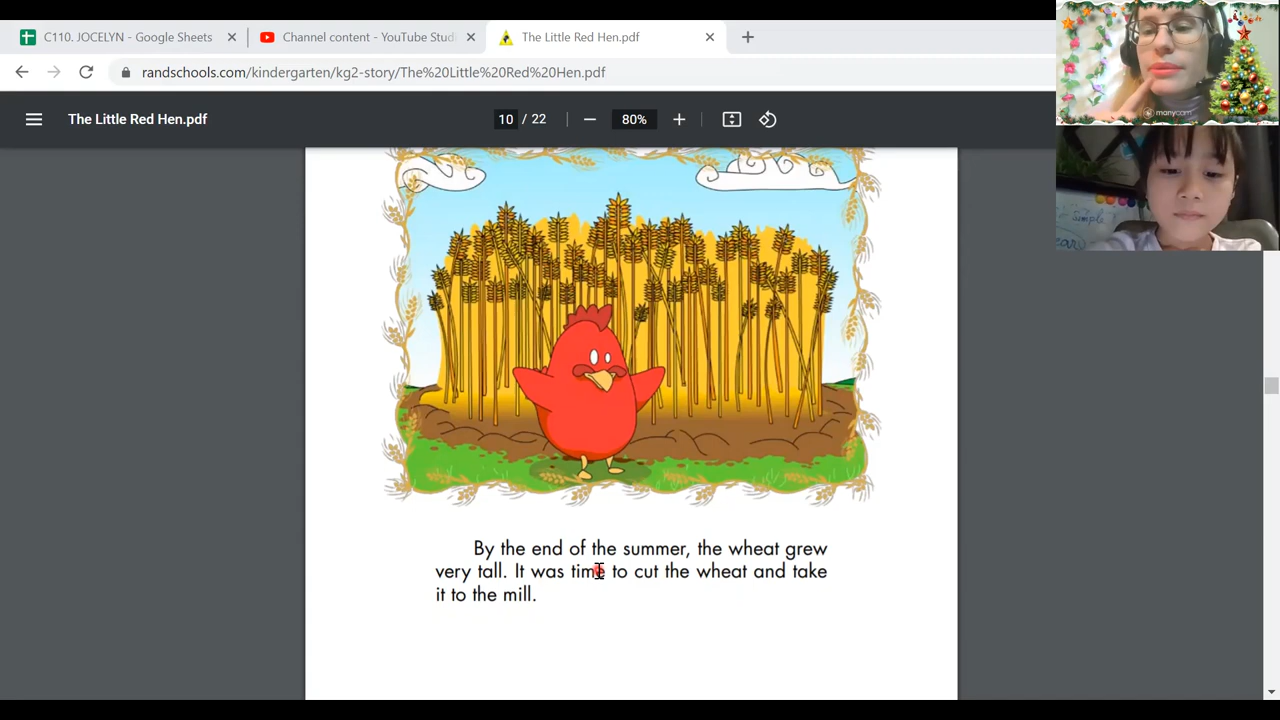 C110. JOCELYN - Google Sheets
Channel content - YouTube Stud
The Little Red Hen.pdf
randschools.com/kindergarten/kg2-story/The%20Little%20Red%20Hen.pdf
The Little Red Hen.pdf
10 / 22
80%
manycam
By the end of the summer, the wheat grew
very tall. It was time to cut the wheat and take
it to the mill.